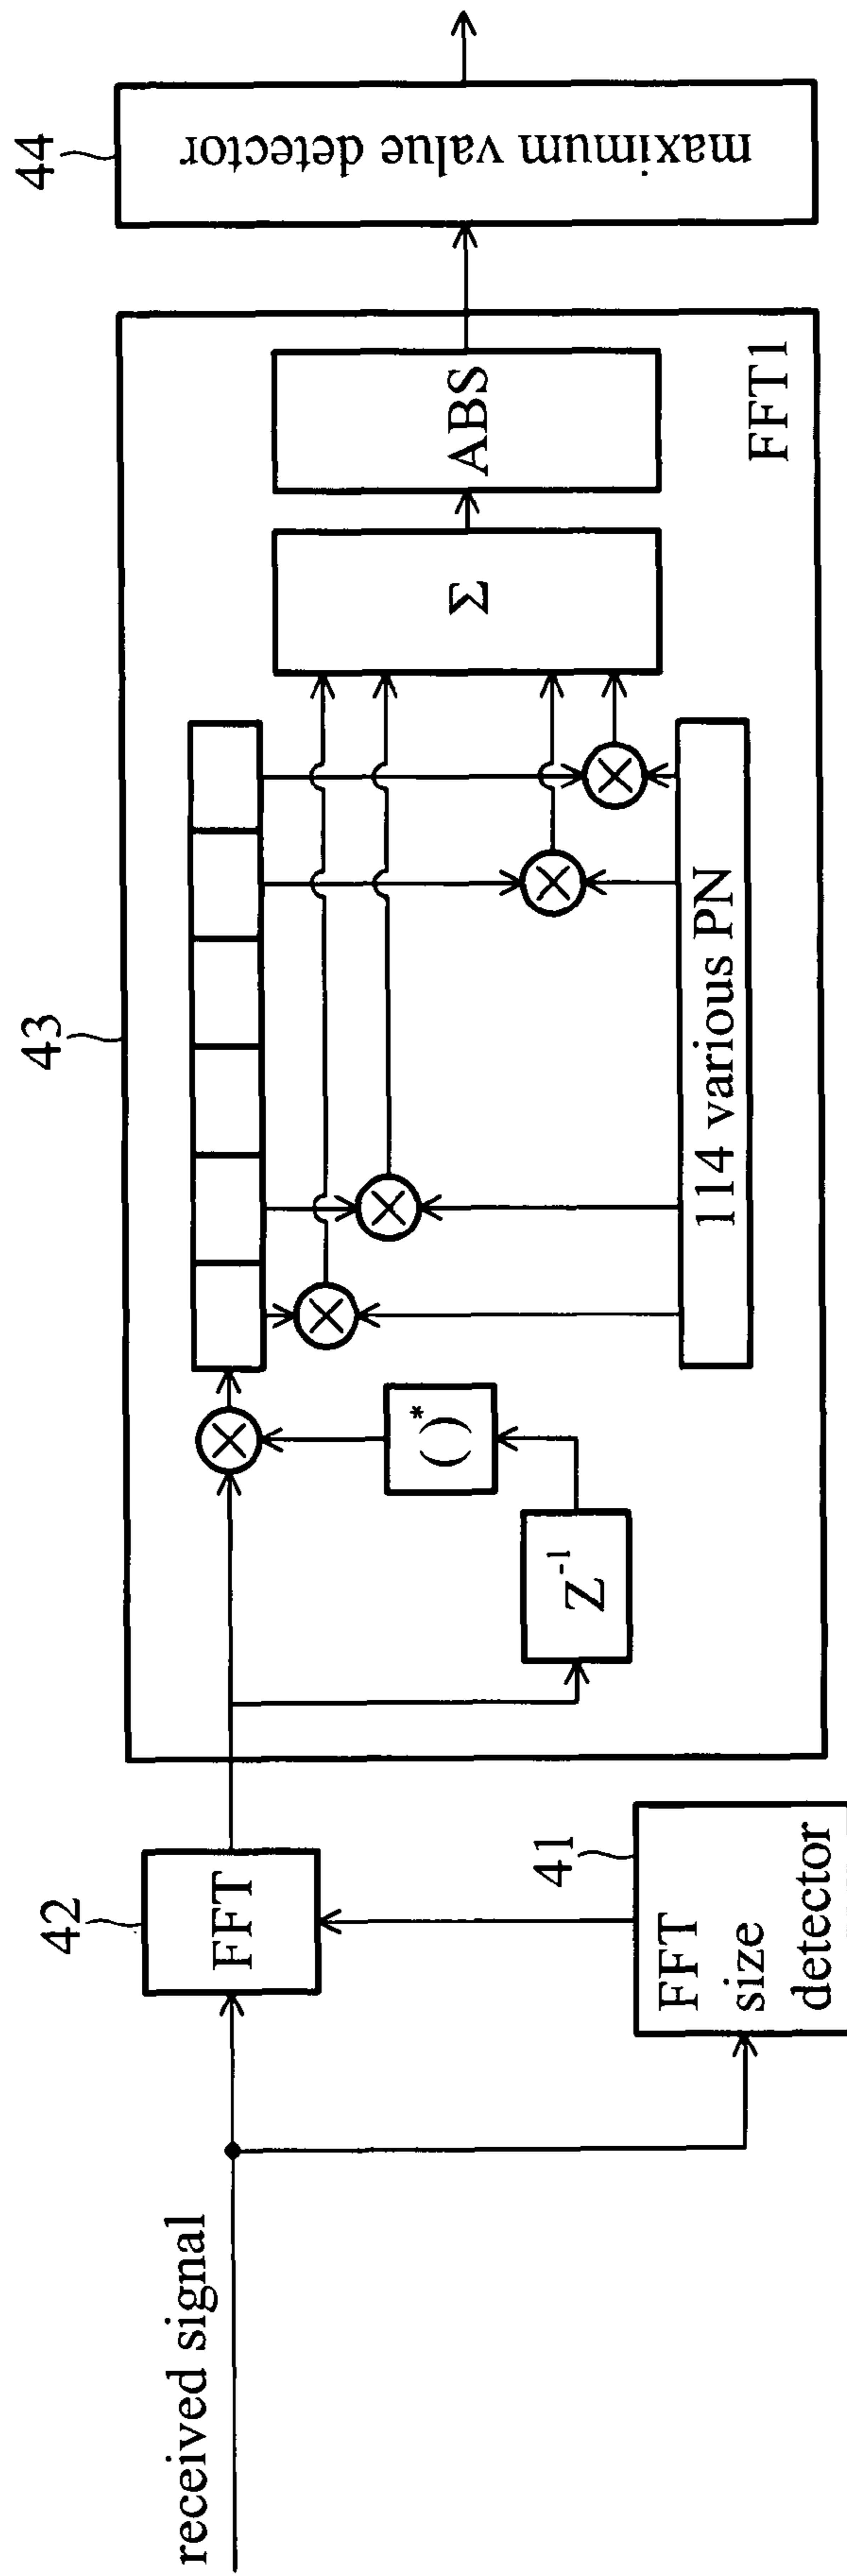 received signal
42
FFT
41
FFT
size
detector
43
Z⁻¹
( )*
114 various PN
Σ
ABS
FFT1
44
maximum value detector